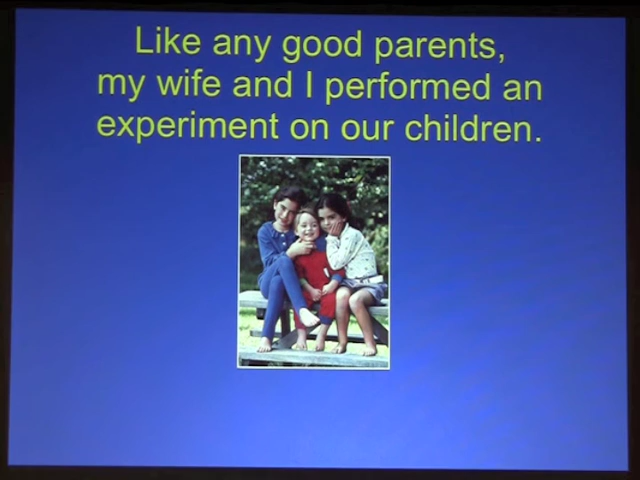 Like any good parents,
my wife and I performed an
experiment on our children.